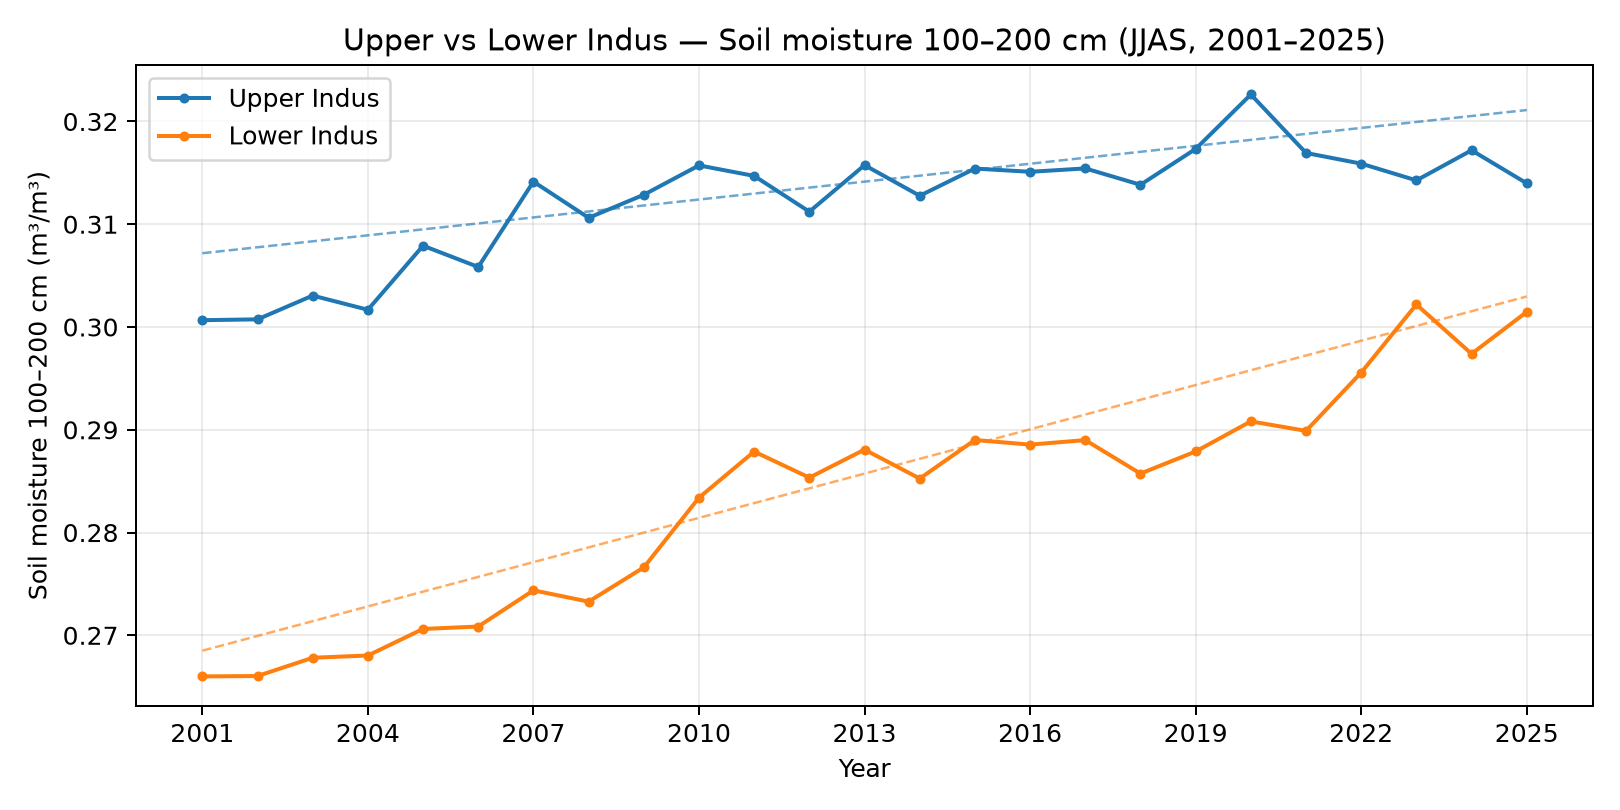 Upper vs Lower Indus — Soil moisture 100–200 cm (JJAS, 2001–2025)
Upper Indus
Lower Indus
Soil moisture 100–200 cm (m³/m³)
0.32
0.31
0.30
0.29
0.28
0.27
2001 2004 2007 2010 2013 2016 2019 2022 2025
Year